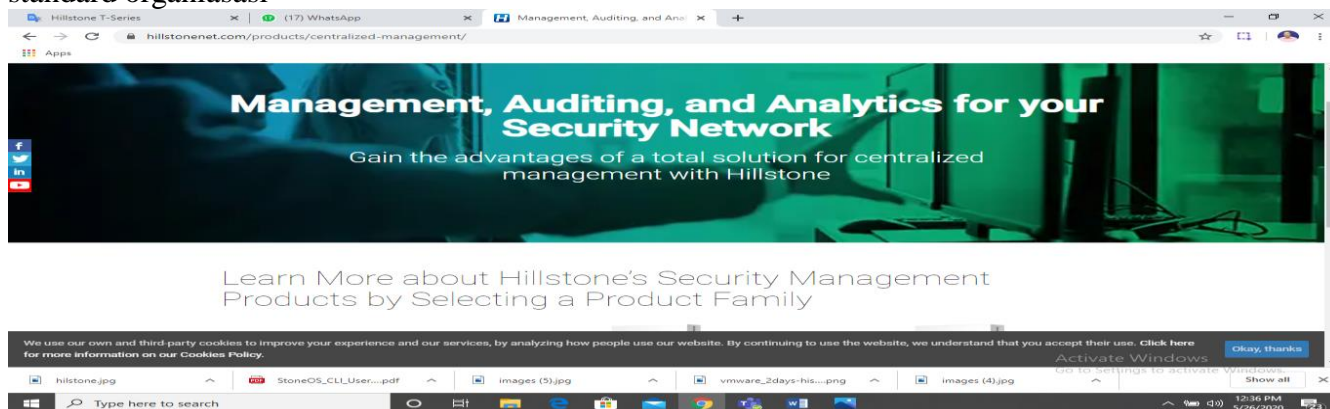 standard organiasasi
Hillstone T-Series
(17) WhatsApp
Management, Auditing, and Ana
hillstonenet.com/products/centralized-management/
Apps
Management, Auditing, and Analytics for your
Security Network
Gain the advantages of a total solution for centralized
management with Hillstone
Learn More about Hillstone's Security Management
Products by Selecting a Product Family
We use our own and third-party cookies to improve your experience and our services, by analyzing how people use our website. By continuing to use the website, we understand that you accept their use. Click here
for more information on our Cookies Policy.
Okay, thanks
Activate Windows
Go to Settings to activate Windows.
hilstone.jpg
StoneOS_CLI_User....pdf
images (5).jpg
vmware_2days-his....png
images (4).jpg
Show all
Type here to search
12:36 PM
5/26/2020
23